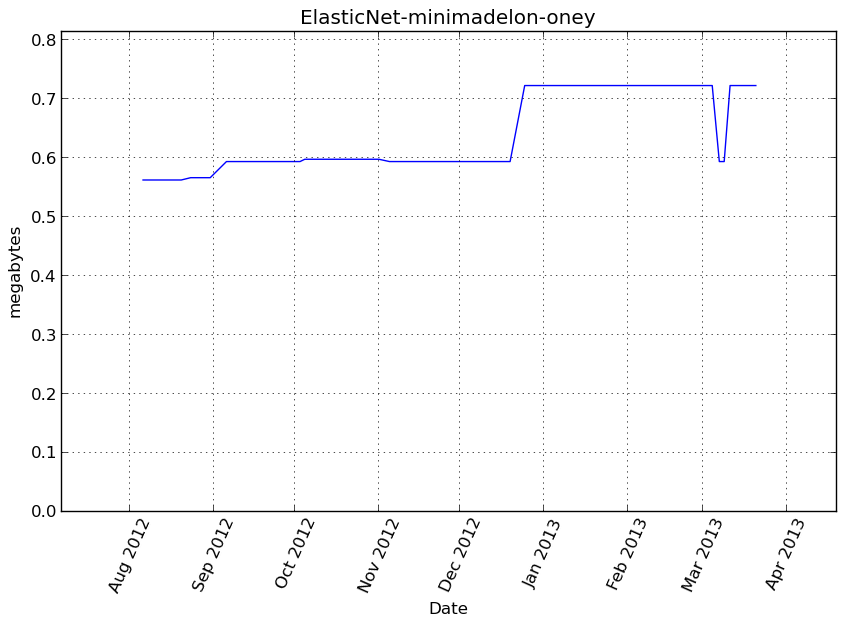 ElasticNet-minimadelon-oney
0.8
0.7
0.6
0.5
0.4
0.3
0.2
0.1
0.0
megabytes
Aug 2012
Sep 2012
Oct 2012
Nov 2012
Dec 2012
Jan 2013
Feb 2013
Mar 2013
Apr 2013
Date